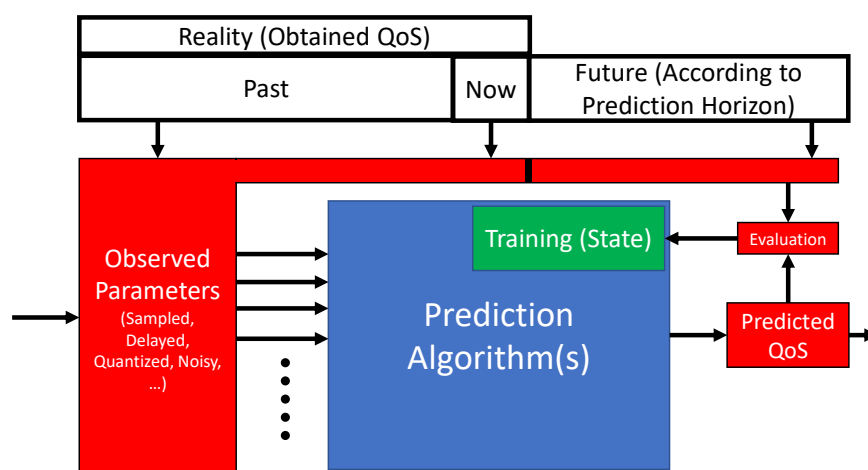 Reality (Obtained QoS)
Past
Now
Future (According to
Prediction Horizon)
Training (State)
Evaluation
Observed
Parameters
(Sampled,
Delayed,
Quantized, Noisy,
...)
Prediction
Algorithm(s)
Predicted
QoS